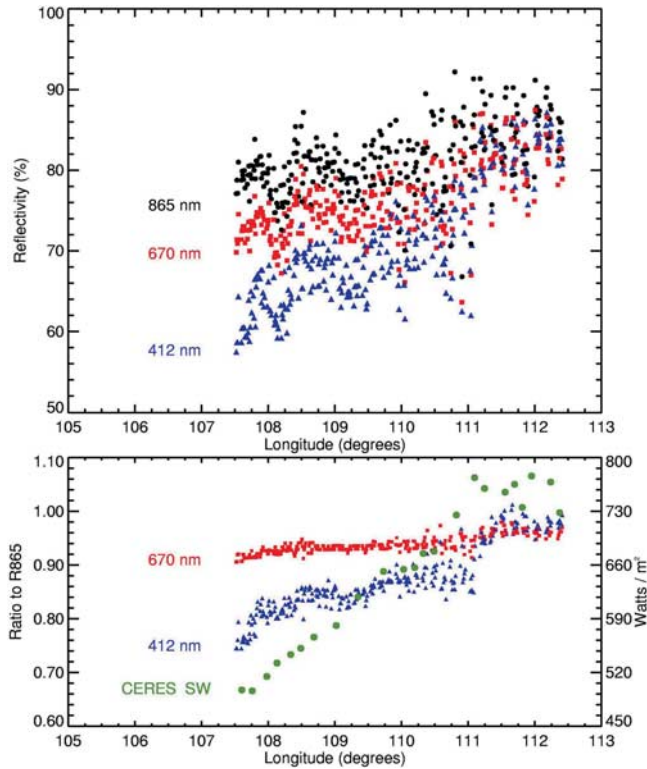 100
90
80
70
60
50
Reflectivity (%)
865 nm
670 nm
412 nm
105 106 107 108 109 110 111 112 113
Longitude (degrees)
1.10
1.00
0.90
0.80
0.70
0.60
Ratio to R865
670 nm
412 nm
CERES SW
800
730
660
590
520
450
Watts / m²
105 106 107 108 109 110 111 112 113
Longitude (degrees)